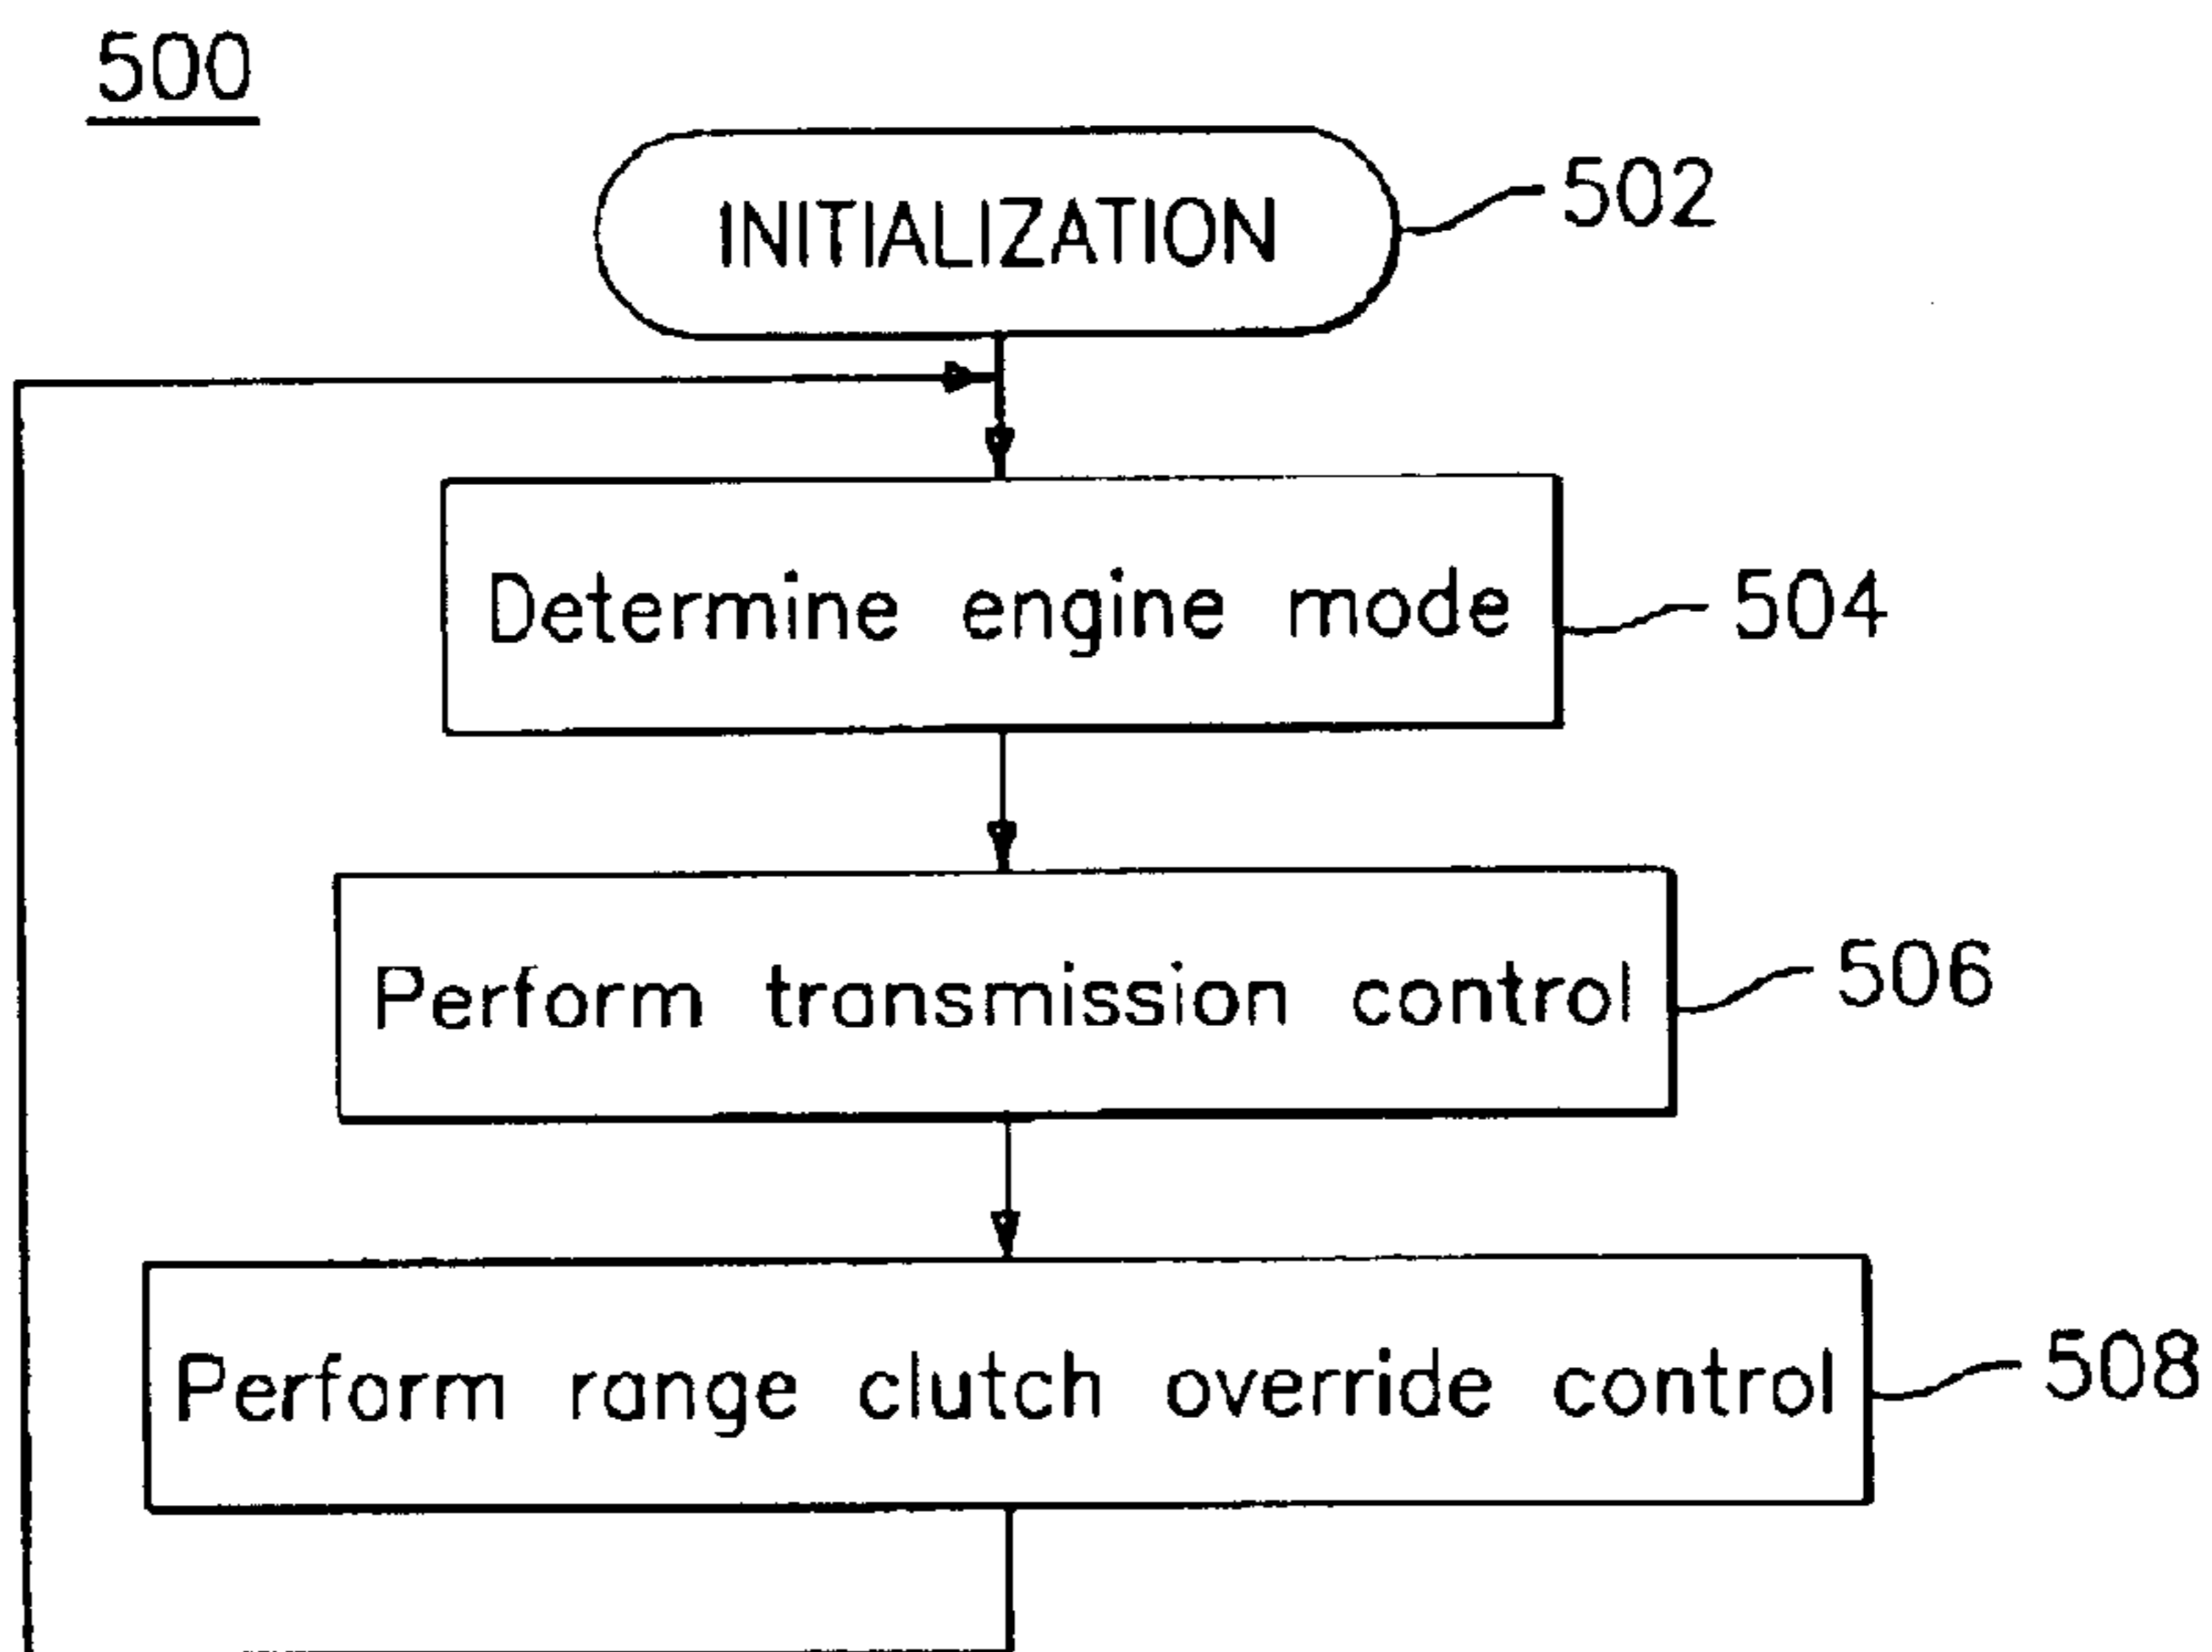 500
INITIALIZATION
502
Determine engine mode
504
Perform transmission control
506
Perform range clutch override control
508